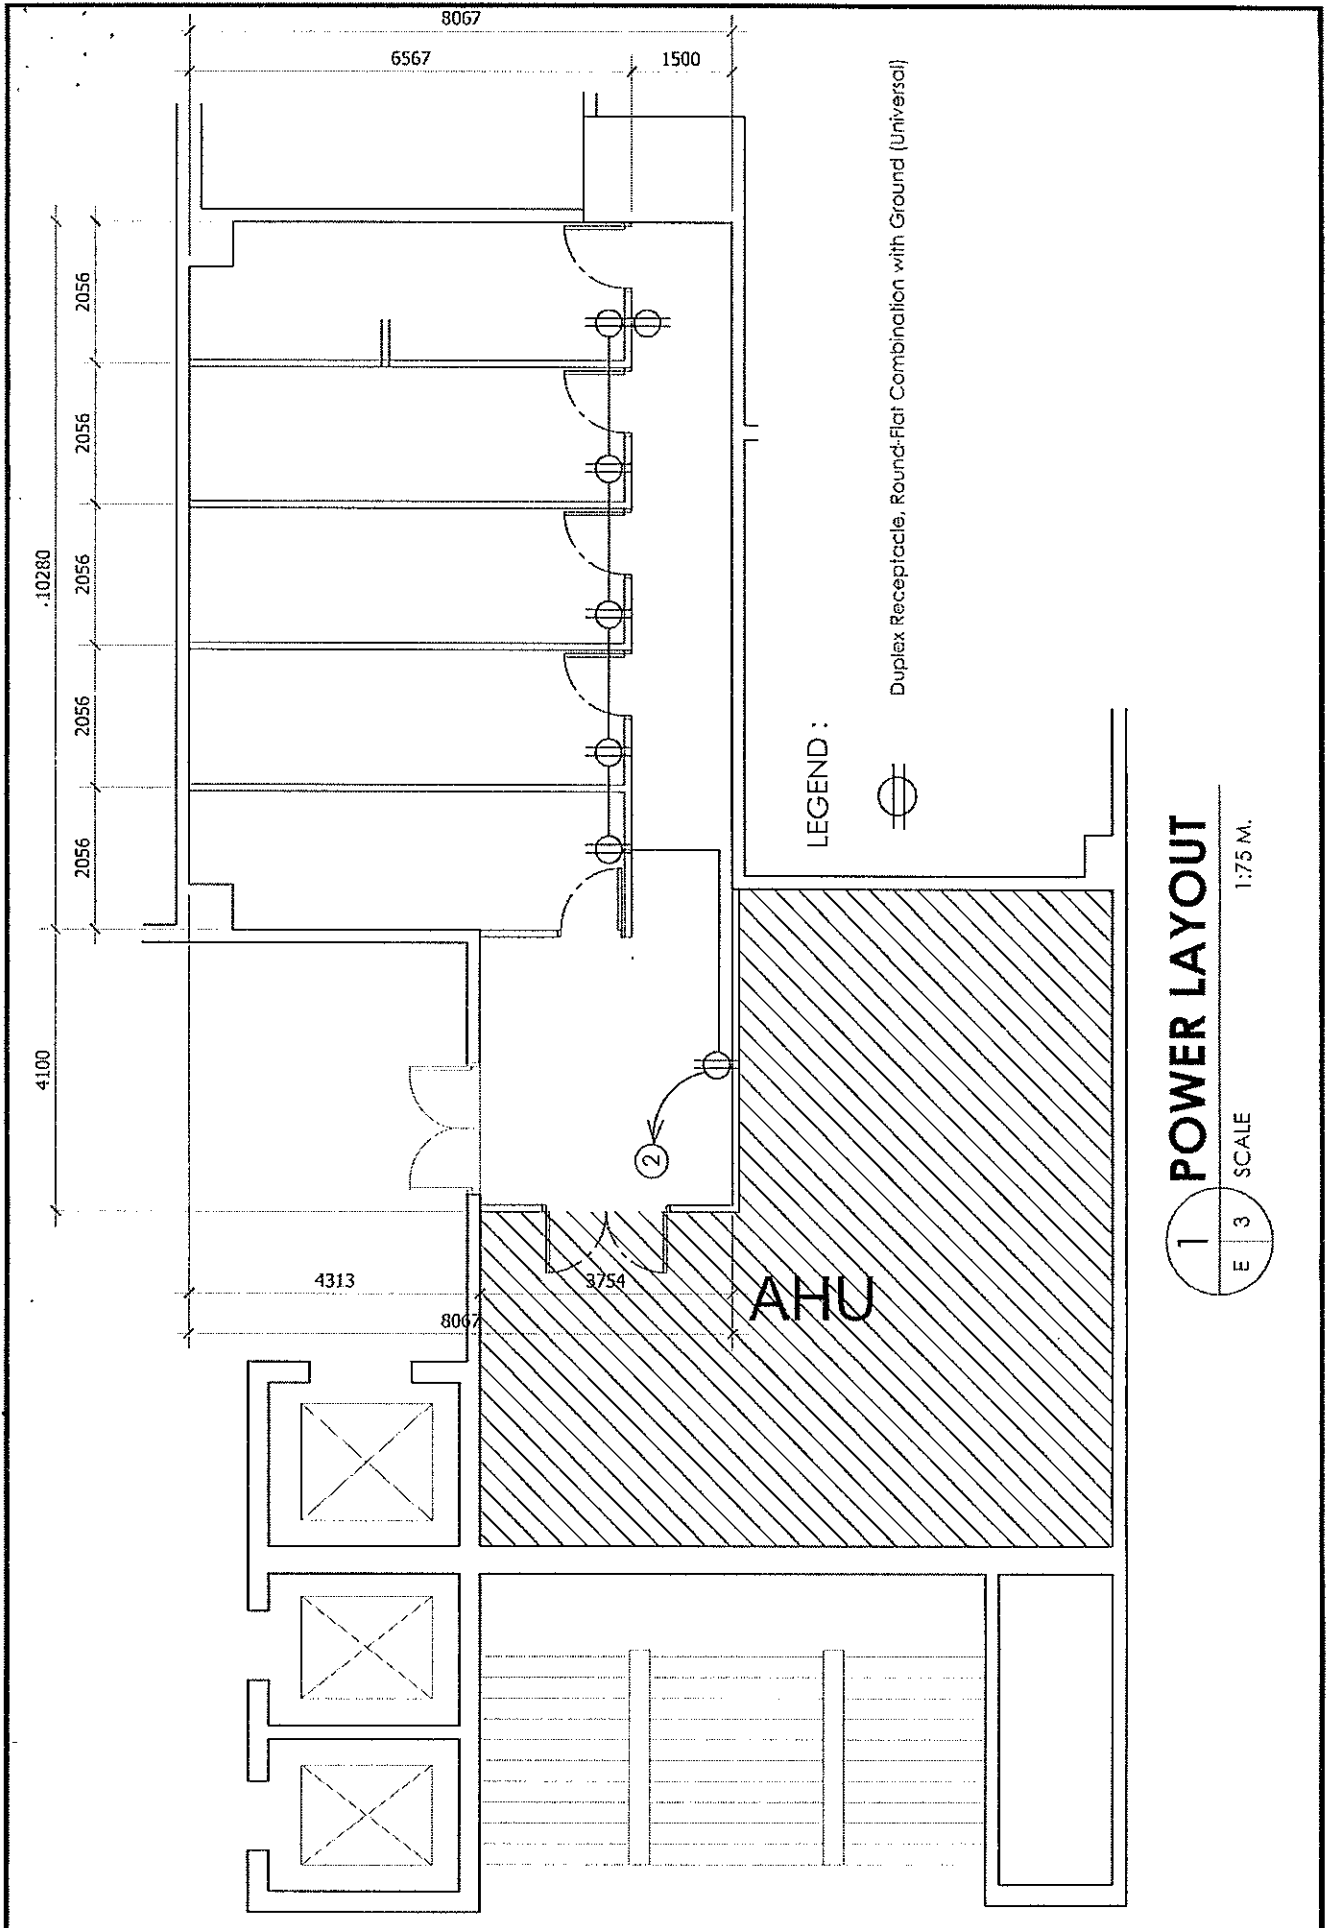 8067
6567
1500
10280
2056
2056
2056
2056
2056
4100
4313
3754
8067
2
AHU
LEGEND :
Duplex Receptacle, Round-Flat Combination with Ground (Universal)
1
E 3
POWER LAYOUT
SCALE 1:75 M.